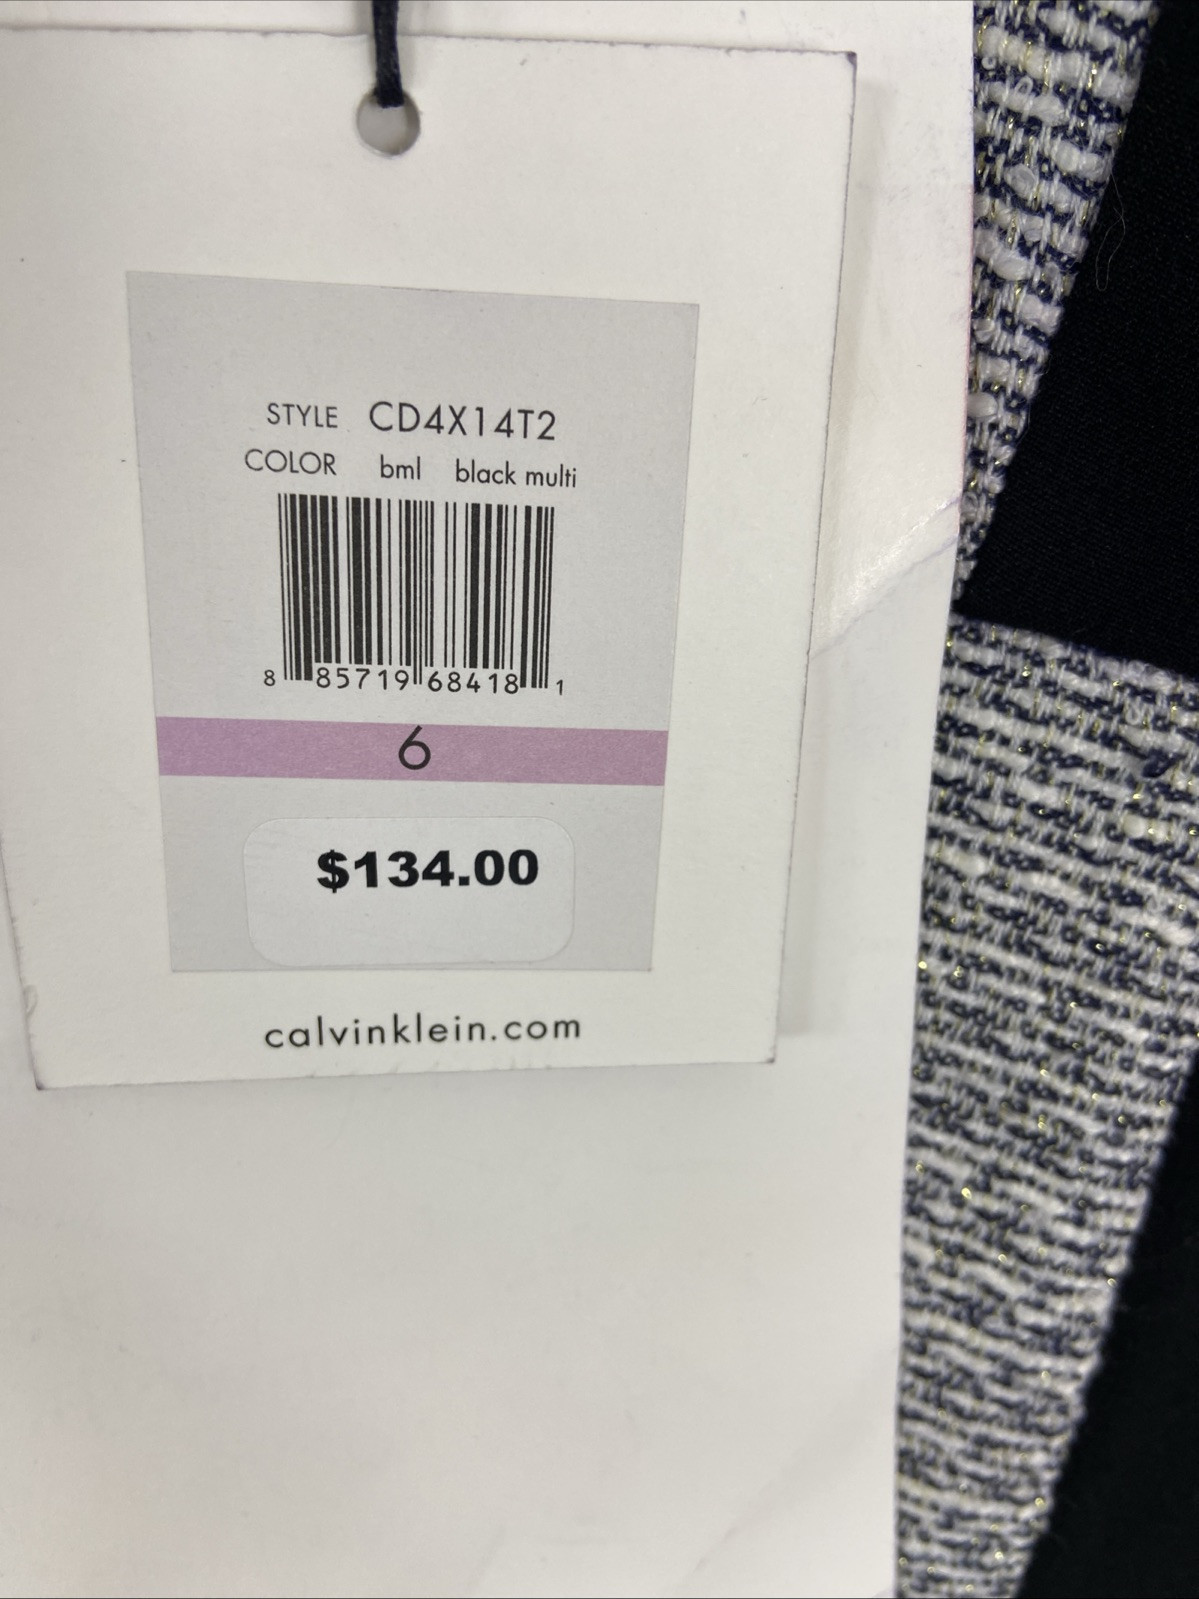 STYLE CD4X14T2
COLOR bml black multi
8 85719 68418 1
6
$134.00
calvinklein.com